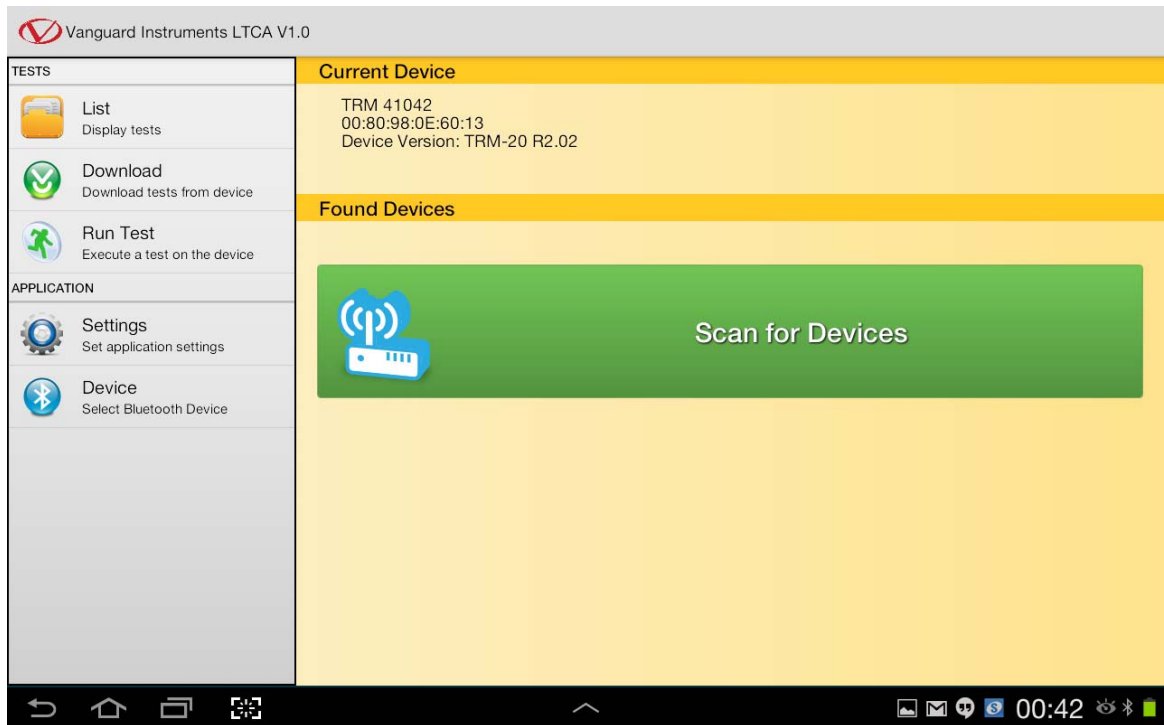 Vanguard Instruments LTCA V1.0
TESTS
List
Display tests
Download
Download tests from device
Run Test
Execute a test on the device
APPLICATION
Settings
Set application settings
Device
Select Bluetooth Device
Current Device
TRM 41042
00:80:98:0E:60:13
Device Version: TRM-20 R2.02
Found Devices
Scan for Devices
00:42